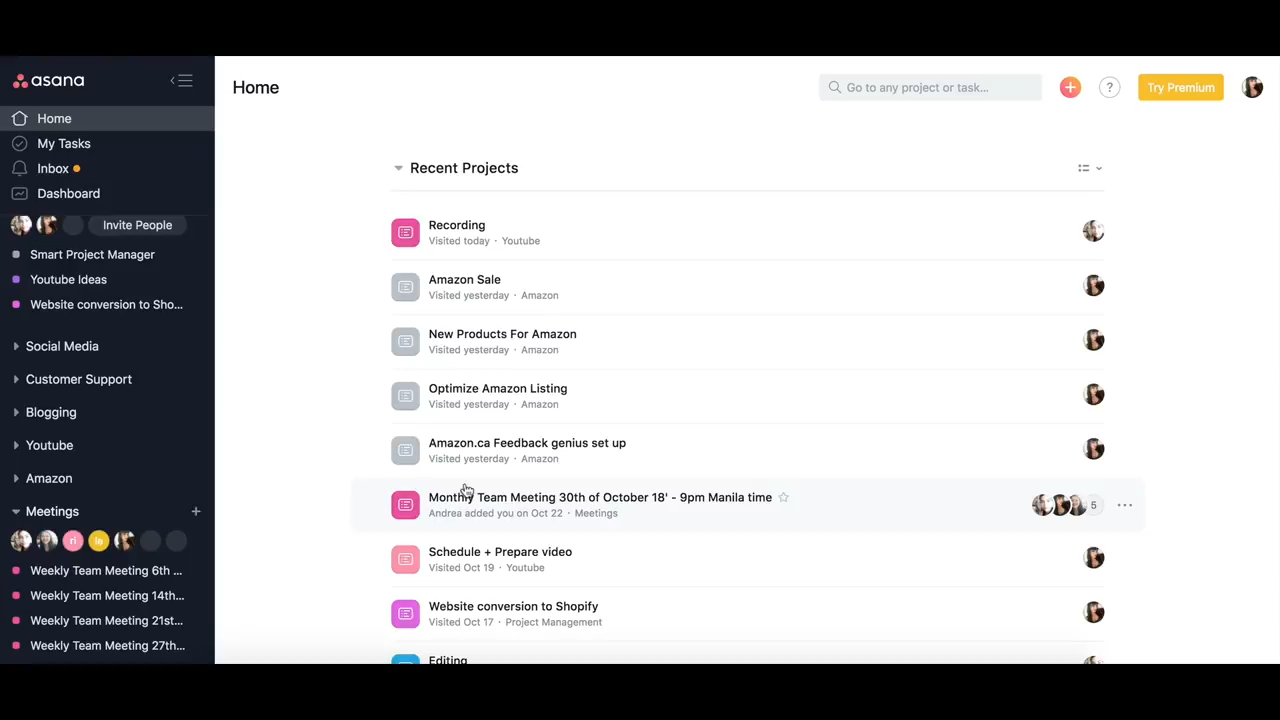 asana
Home
My Tasks
Inbox
Dashboard
Invite People
Smart Project Manager
Youtube Ideas
Website conversion to Sho...
Social Media
Customer Support
Blogging
Youtube
Amazon
Meetings
ri
Weekly Team Meeting 6th ...
Weekly Team Meeting 14th...
Weekly Team Meeting 21st...
Weekly Team Meeting 27th...
Home
Go to any project or task...
?
Try Premium
Recent Projects
Recording
Visited today · Youtube
Amazon Sale
Visited yesterday · Amazon
New Products For Amazon
Visited yesterday · Amazon
Optimize Amazon Listing
Visited yesterday · Amazon
Amazon.ca Feedback genius set up
Visited yesterday · Amazon
Monthly Team Meeting 30th of October 18' - 9pm Manila time
Andrea added you on Oct 22 · Meetings
5
Schedule + Prepare video
Visited Oct 19 · Youtube
Website conversion to Shopify
Visited Oct 17 · Project Management
Editing